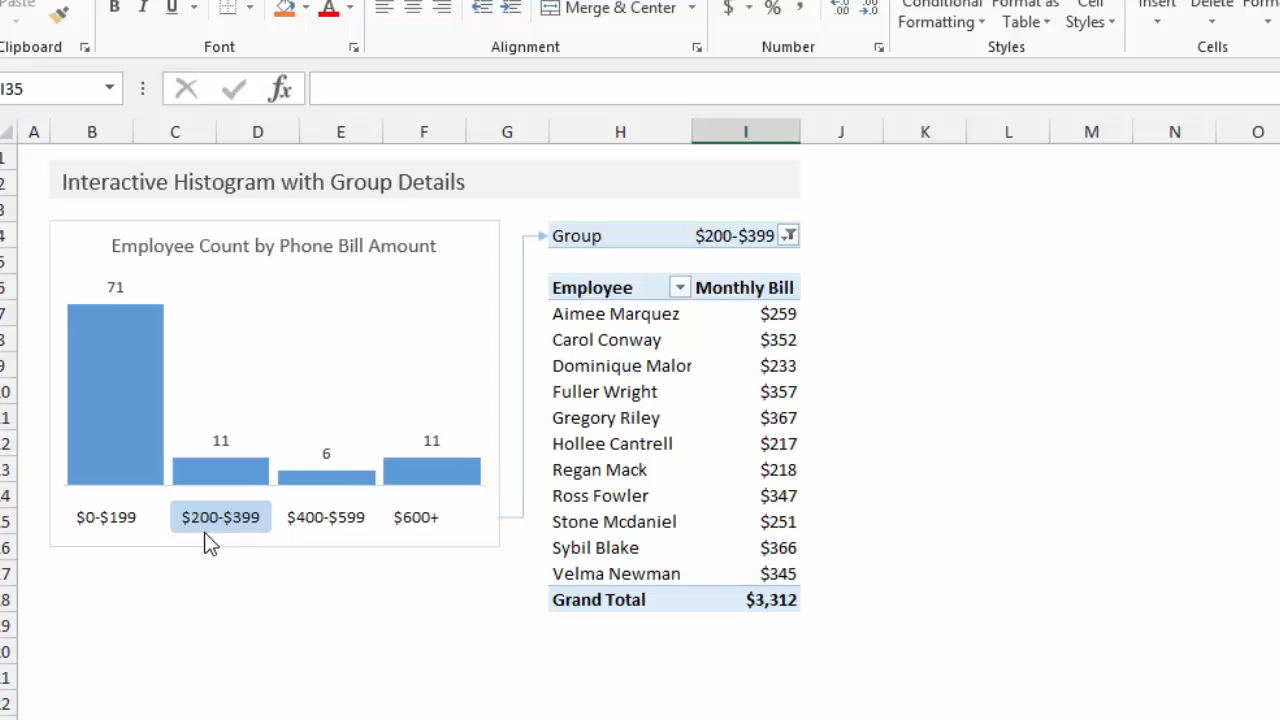 Paste
B I U A
Merge & Center
$ % , .00
Conditional Format as Cell Insert Delete
Formatting Table Styles
Clipboard Font Alignment Number Styles Cells
I35 fx
A B C D E F G H I J K L M N O
Interactive Histogram with Group Details
Employee Count by Phone Bill Amount
71
11
6
11
$0-$199 $200-$399 $400-$599 $600+
Group $200-$399
Employee Monthly Bill
Aimee Marquez $259
Carol Conway $352
Dominique Malor $233
Fuller Wright $357
Gregory Riley $367
Hollee Cantrell $217
Regan Mack $218
Ross Fowler $347
Stone Mcdaniel $251
Sybil Blake $366
Velma Newman $345
Grand Total $3,312